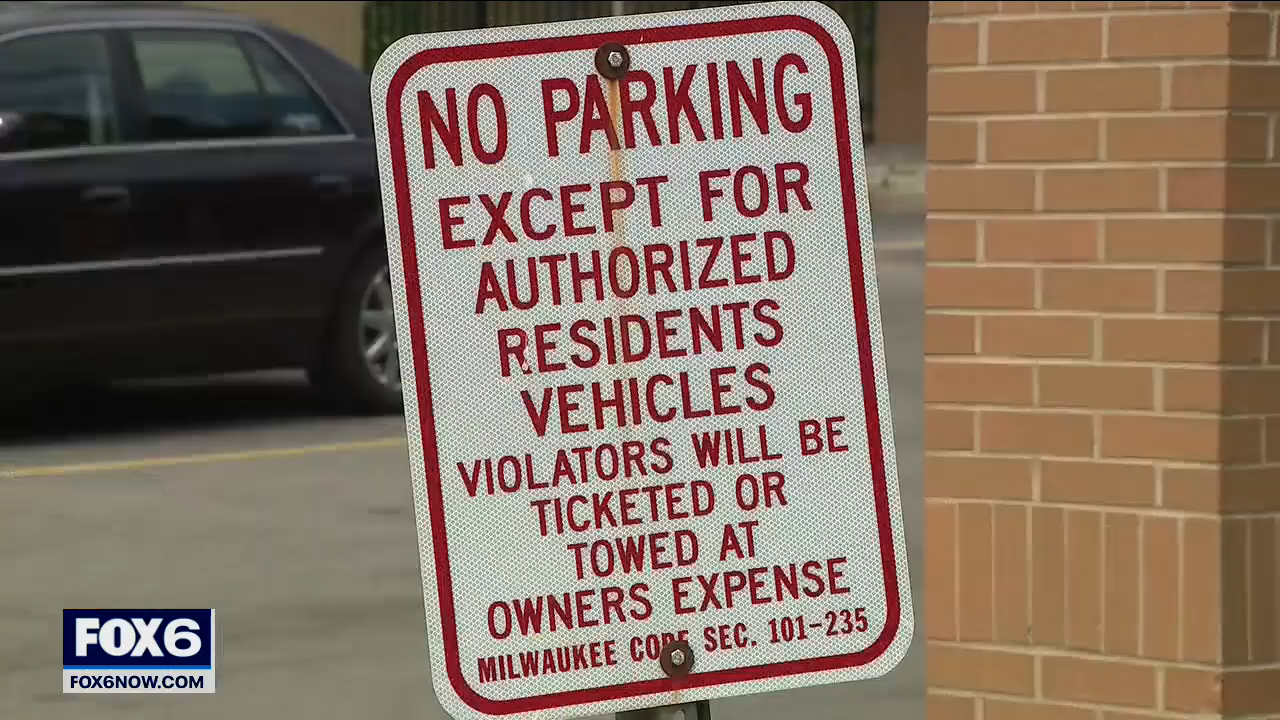 NO PARKING
EXCEPT FOR
AUTHORIZED
RESIDENTS
VEHICLES
VIOLATORS WILL BE
TICKETED OR
TOWED AT
OWNERS EXPENSE
MILWAUKEE CODE SEC. 101-235
FOX6
FOX6NOW.COM